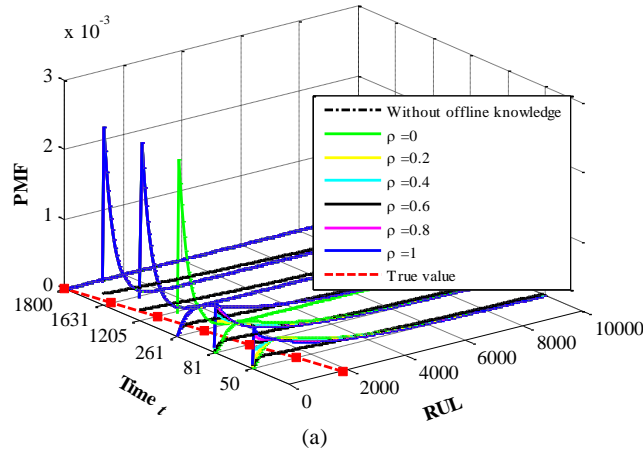 x 10⁻³
3
2
1
0
PMF
1800
1631
1205
261
81
50
Time t
0
2000
4000
6000
8000
10000
RUL
Without offline knowledge
ρ =0
ρ =0.2
ρ =0.4
ρ =0.6
ρ =0.8
ρ =1
True value
(a)